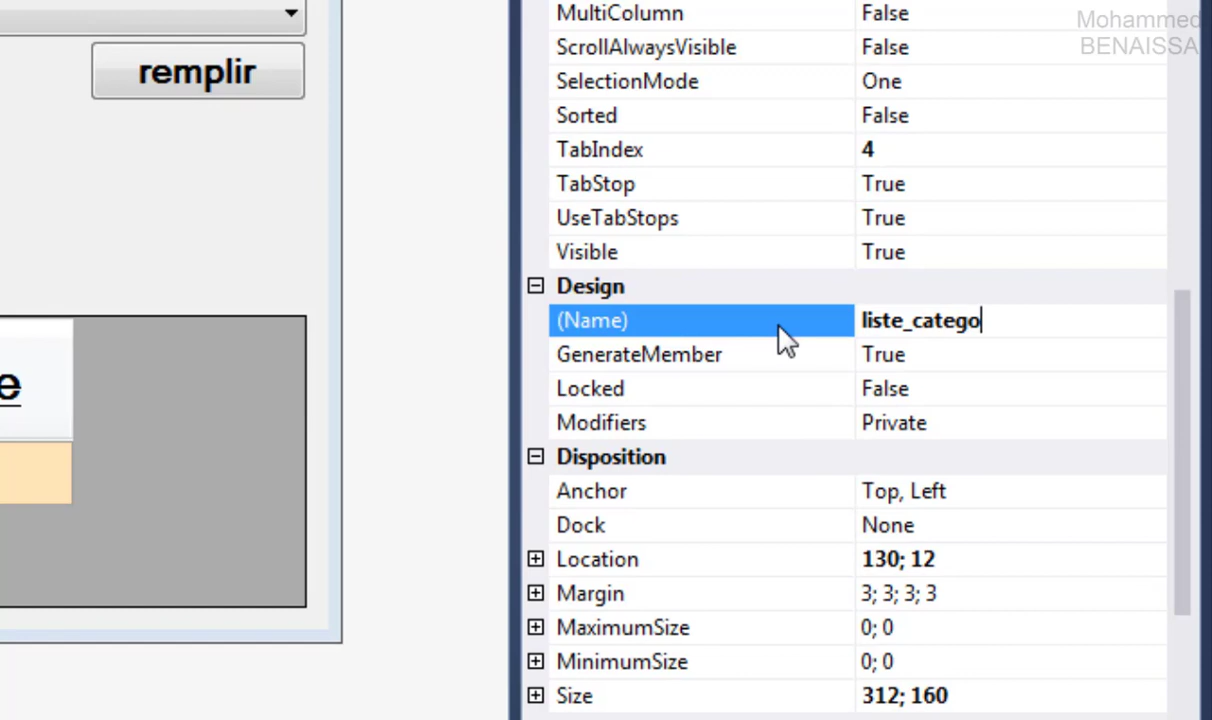 MultiColumn False
Mohammed
BENAISSA
remplir
ScrollAlwaysVisible False
SelectionMode One
Sorted False
TabIndex 4
TabStop True
UseTabStops True
Visible True
Design
(Name) liste_catego
e
GenerateMember True
Locked False
Modifiers Private
Disposition
Anchor Top, Left
Dock None
Location 130; 12
Margin 3; 3; 3; 3
MaximumSize 0; 0
MinimumSize 0; 0
Size 312; 160